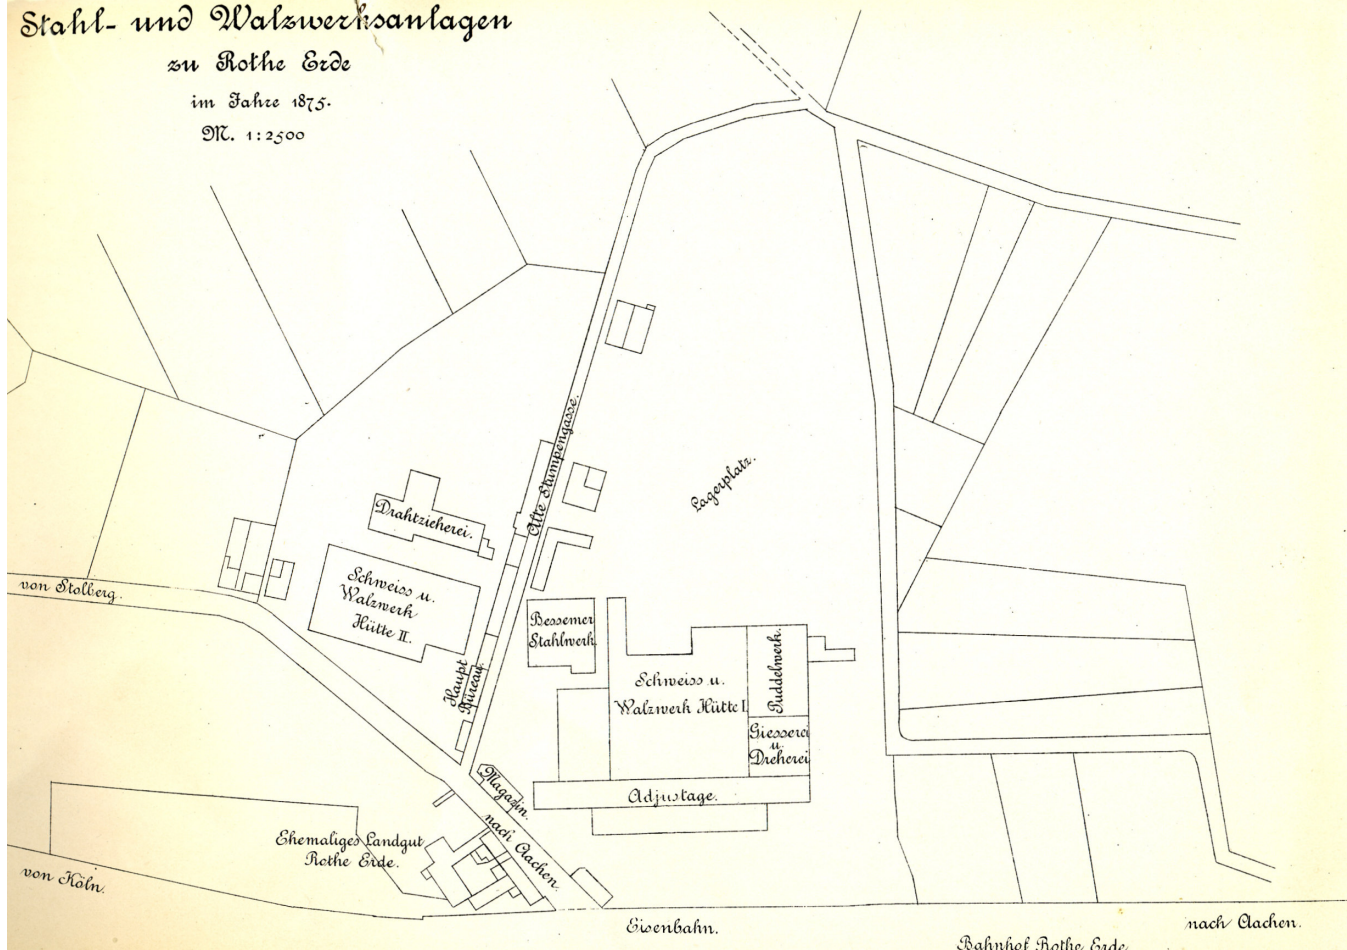 Stahl- und Walzwerksanlagen
zu Rothe Erde
im Jahre 1875.
M. 1:2500
Alte Stumpengasse.
Lagerplatz.
Drahtzieherei.
von Stolberg.
Schweiss u.
Walzwerk
Hütte II.
Bessemer
Stahlwerk
Haupt
Büreau.
Schweiss u.
Walzwerk Hütte I.
Puddelwerk.
Giesserei
u.
Dreherei
Magazin.
Adjustage.
nach Aachen.
Ehemaliges Landgut
Rothe Erde.
von Köln.
Eisenbahn.
nach Aachen.
Bahnhof Rothe Erde